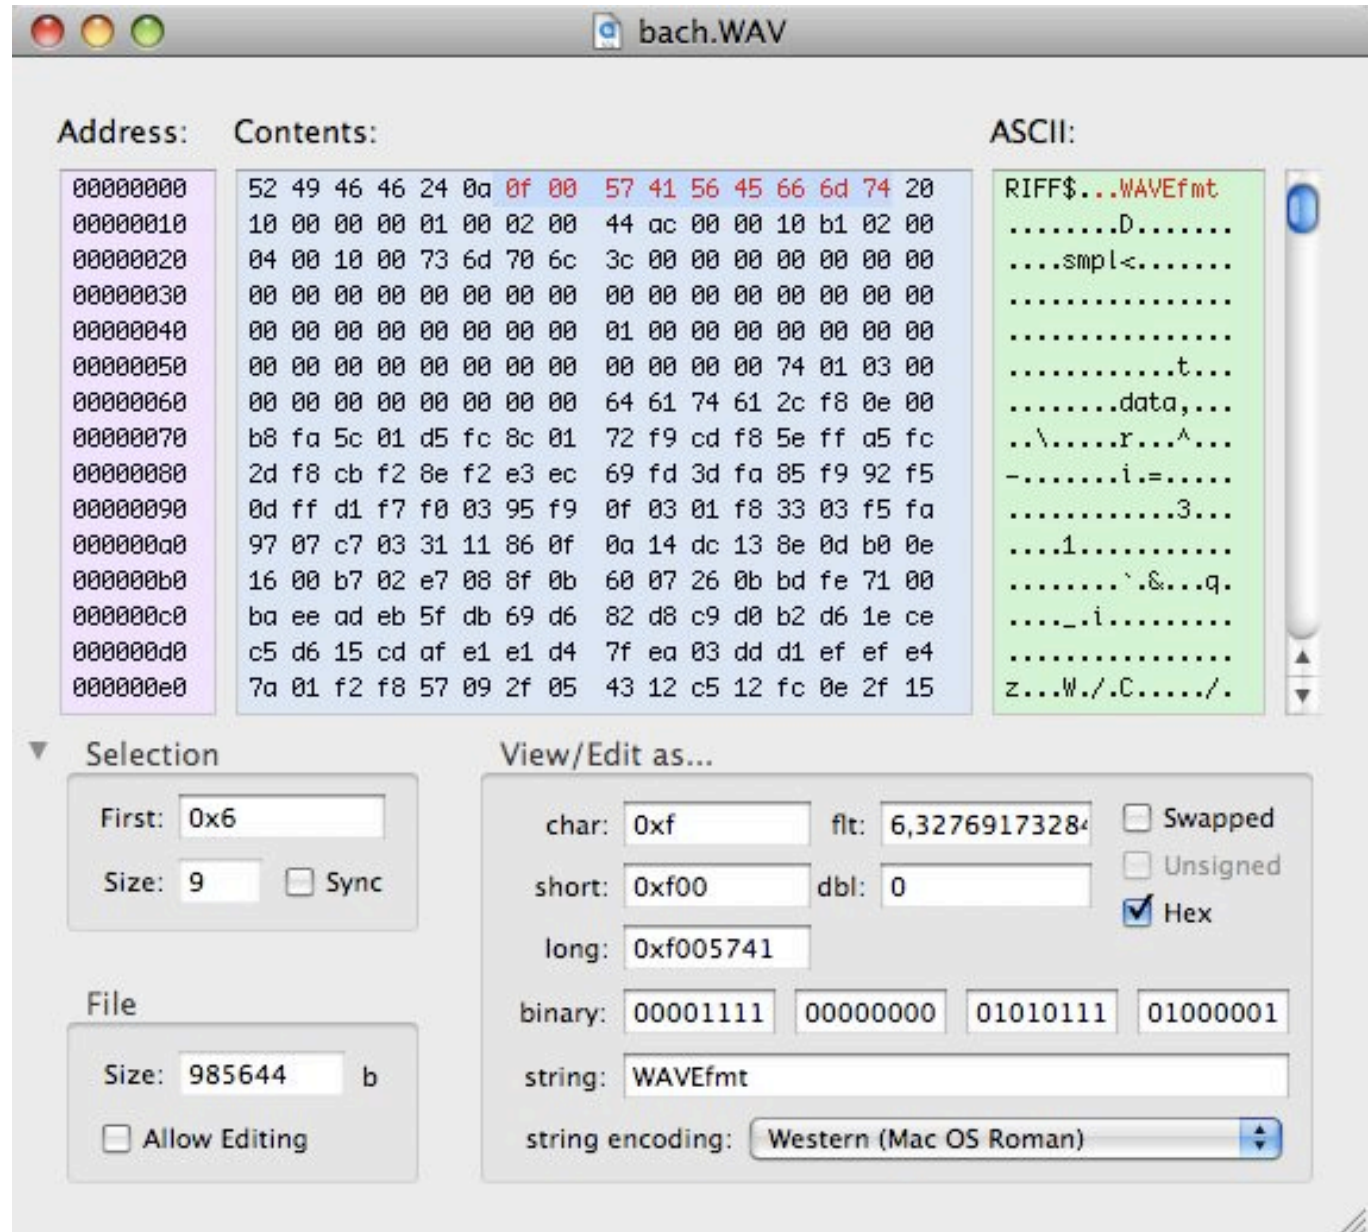 bach.WAV
Address: Contents: ASCII:
00000000 52 49 46 46 24 0a 0f 00 57 41 56 45 66 6d 74 20 RIFF$...WAVEfmt
00000010 10 00 00 00 01 00 02 00 44 ac 00 00 10 b1 02 00 ........D.......
00000020 04 00 10 00 73 6d 70 6c 3c 00 00 00 00 00 00 00 ....smpl<.......
00000030 00 00 00 00 00 00 00 00 00 00 00 00 00 00 00 00 ................
00000040 00 00 00 00 00 00 00 00 01 00 00 00 00 00 00 00 ................
00000050 00 00 00 00 00 00 00 00 00 00 00 00 74 01 03 00 ............t...
00000060 00 00 00 00 00 00 00 00 64 61 74 61 2c f8 0e 00 ........data,...
00000070 b8 fa 5c 01 d5 fc 8c 01 72 f9 cd f8 5e ff a5 fc ..\.....r...^...
00000080 2d f8 cb f2 8e f2 e3 ec 69 fd 3d fa 85 f9 92 f5 -.......i.=.....
00000090 0d ff d1 f7 f0 03 95 f9 0f 03 01 f8 33 03 f5 fa ............3...
000000a0 97 07 c7 03 31 11 86 0f 0a 14 dc 13 8e 0d b0 0e ....1...........
000000b0 16 00 b7 02 e7 08 8f 0b 60 07 26 0b bd fe 71 00 ........`.&...q.
000000c0 ba ee ad eb 5f db 69 d6 82 d8 c9 d0 b2 d6 1e ce ...._.i.........
000000d0 c5 d6 15 cd af e1 e1 d4 7f ea 03 dd d1 ef ef e4 ................
000000e0 7a 01 f2 f8 57 09 2f 05 43 12 c5 12 fc 0e 2f 15 z...W./.C...../.
Selection
First: 0x6
Size: 9 Sync
File
Size: 985644 b
Allow Editing
View/Edit as...
char: 0xf flt: 6,3276917328 Swapped
Unsigned
short: 0xf00 dbl: 0 Hex
long: 0xf005741
binary: 00001111 00000000 01010111 01000001
string: WAVEfmt
string encoding: Western (Mac OS Roman)